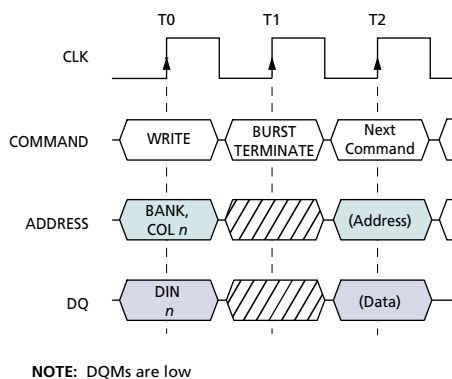 T0 T1 T2
CLK
COMMAND WRITE BURST TERMINATE Next Command
ADDRESS BANK, COL n (Address)
DQ DIN n (Data)
NOTE: DQMs are low